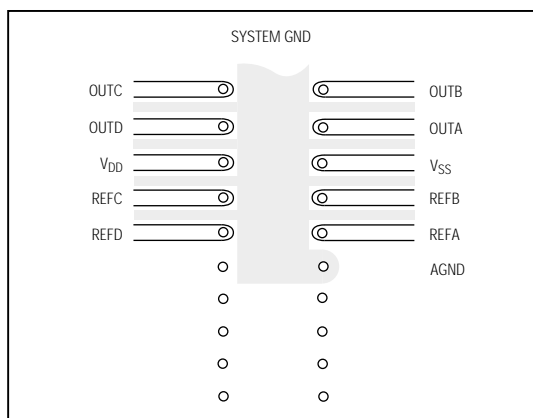 SYSTEM GND
OUTC OUTB
OUTD OUTA
VDD VSS
REFC REFB
REFD REFA
AGND